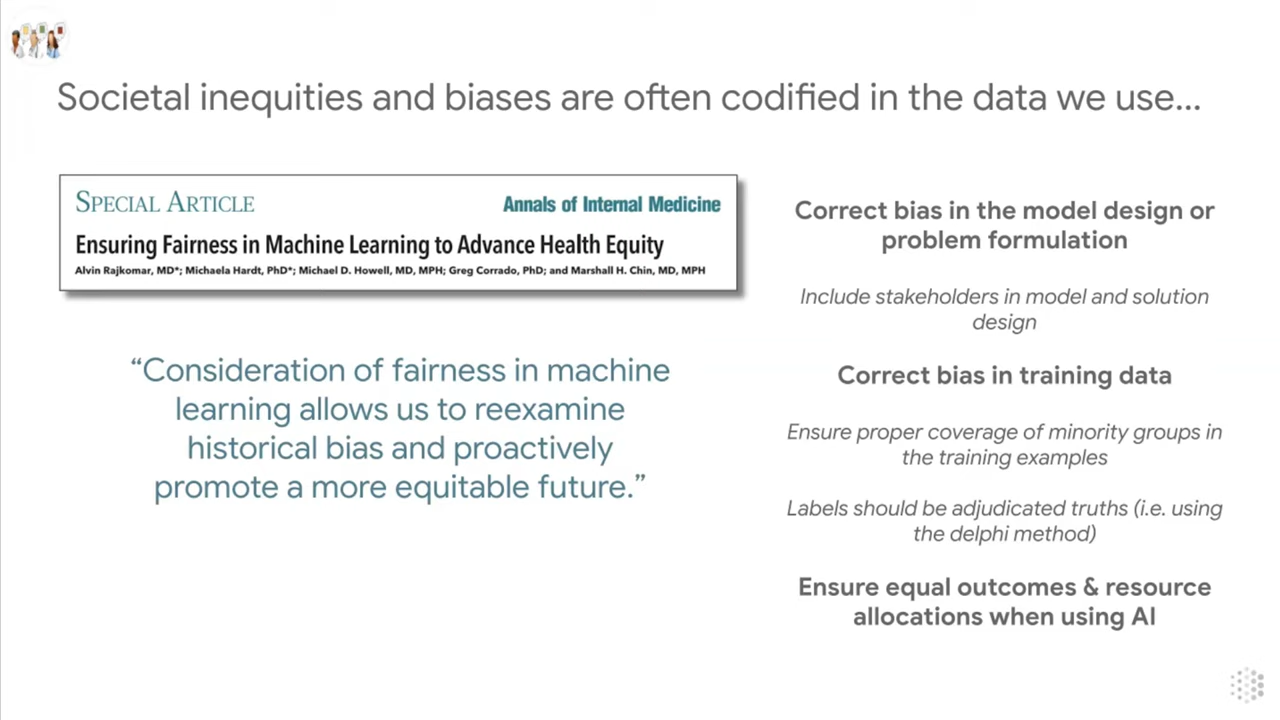 Societal inequities and biases are often codified in the data we use...
SPECIAL ARTICLE
Annals of Internal Medicine
Ensuring Fairness in Machine Learning to Advance Health Equity
Alvin Rajkomar, MD*; Michaela Hardt, PhD*; Michael D. Howell, MD, MPH; Greg Corrado, PhD; and Marshall H. Chin, MD, MPH
“Consideration of fairness in machine
learning allows us to reexamine
historical bias and proactively
promote a more equitable future.”
Correct bias in the model design or
problem formulation
Include stakeholders in model and solution
design
Correct bias in training data
Ensure proper coverage of minority groups in
the training examples
Labels should be adjudicated truths (i.e. using
the delphi method)
Ensure equal outcomes & resource
allocations when using AI